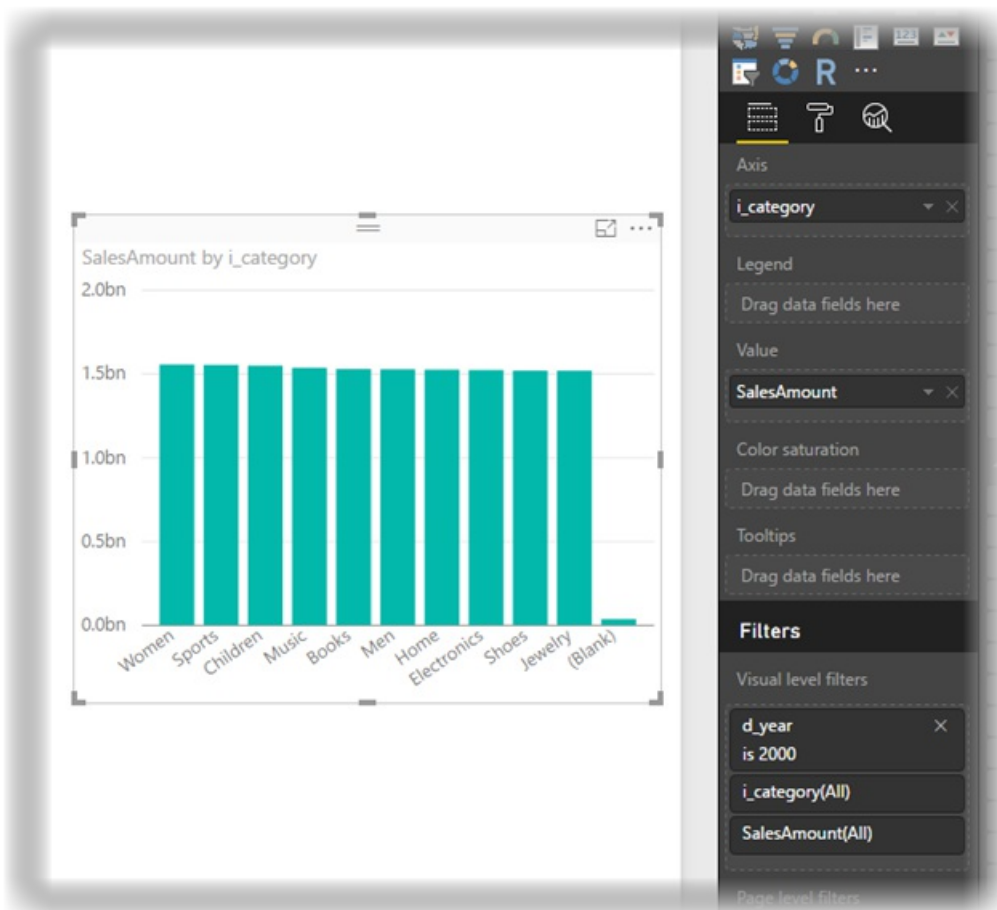 123
R
Axis
i_category
Legend
Drag data fields here
Value
SalesAmount
Color saturation
Drag data fields here
Tooltips
Drag data fields here
Filters
Visual level filters
d_year
is 2000
i_category(All)
SalesAmount(All)
Page level filters
SalesAmount by i_category
2.0bn
1.5bn
1.0bn
0.5bn
0.0bn
Women
Sports
Children
Music
Books
Men
Home
Electronics
Shoes
Jewelry
(Blank)